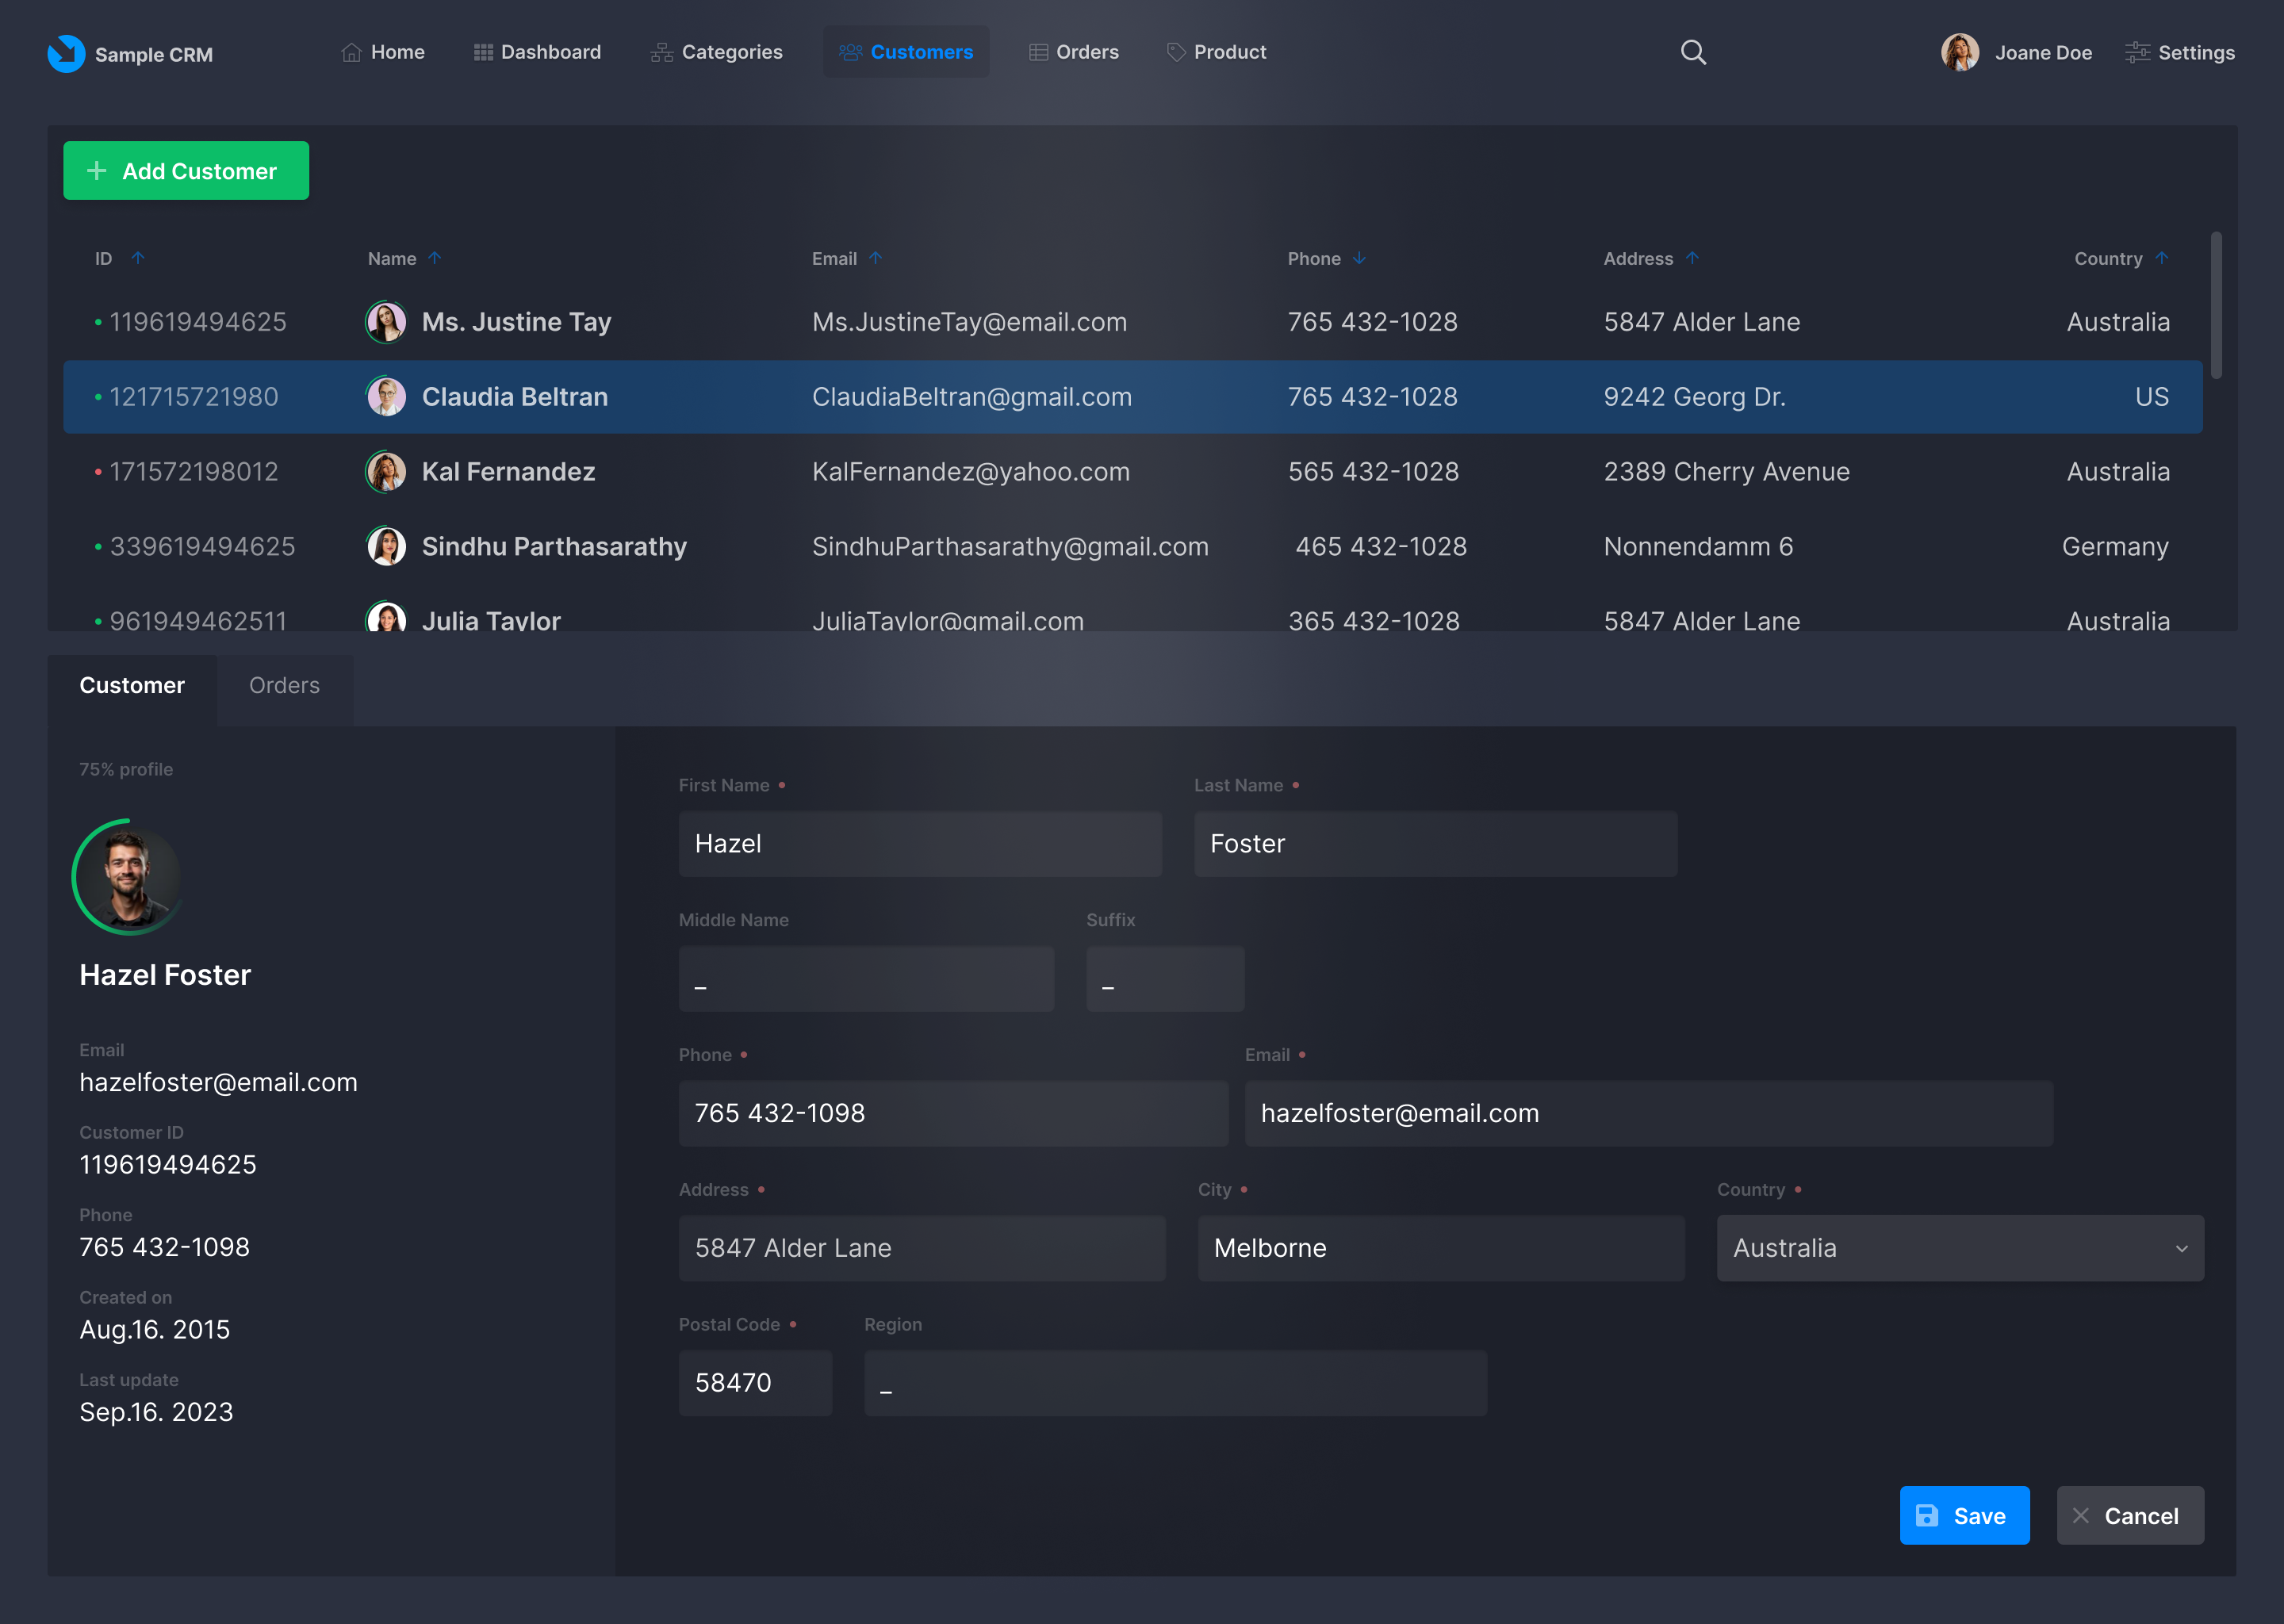 Sample CRM Home Dashboard Categories Customers Orders Product Joane Doe Settings
+ Add Customer
ID Name Email Phone Address Country
119619494625 Ms. Justine Tay Ms.JustineTay@email.com 765 432-1028 5847 Alder Lane Australia
121715721980 Claudia Beltran ClaudiaBeltran@gmail.com 765 432-1028 9242 Georg Dr. US
171572198012 Kal Fernandez KalFernandez@yahoo.com 565 432-1028 2389 Cherry Avenue Australia
339619494625 Sindhu Parthasarathy SindhuParthasarathy@gmail.com 465 432-1028 Nonnendamm 6 Germany
961949462511 Julia Taylor JuliaTaylor@gmail.com 365 432-1028 5847 Alder Lane Australia
Customer Orders
75% profile
Hazel Foster
Email
hazelfoster@email.com
Customer ID
119619494625
Phone
765 432-1098
Created on
Aug.16. 2015
Last update
Sep.16. 2023
First Name Last Name
Hazel Foster
Middle Name Suffix
_ _
Phone Email
765 432-1098 hazelfoster@email.com
Address City Country
5847 Alder Lane Melborne Australia
Postal Code Region
58470 _
Save Cancel